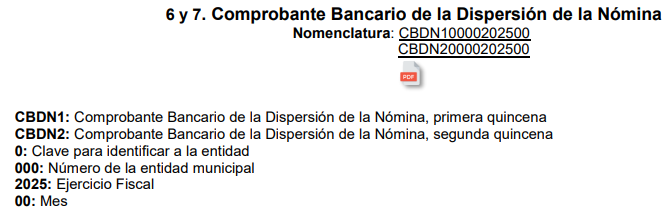 6 y 7. Comprobante Bancario de la Dispersión de la Nómina
Nomenclatura: CBDN10000202500
CBDN20000202500
PDF
CBDN1: Comprobante Bancario de la Dispersión de la Nómina, primera quincena
CBDN2: Comprobante Bancario de la Dispersión de la Nómina, segunda quincena
0: Clave para identificar a la entidad
000: Número de la entidad municipal
2025: Ejercicio Fiscal
00: Mes